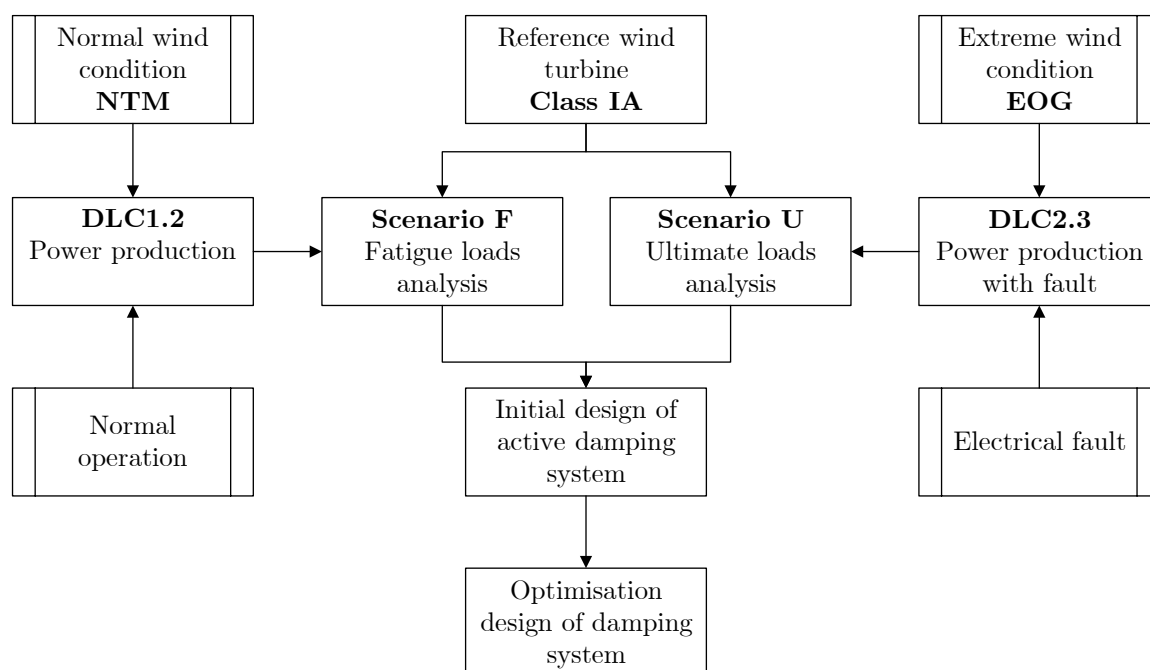 Normal wind
condition
NTM
Reference wind
turbine
Class IA
Extreme wind
condition
EOG
DLC1.2
Power production
Scenario F
Fatigue loads
analysis
Scenario U
Ultimate loads
analysis
DLC2.3
Power production
with fault
Normal
operation
Initial design of
active damping
system
Electrical fault
Optimisation
design of damping
system